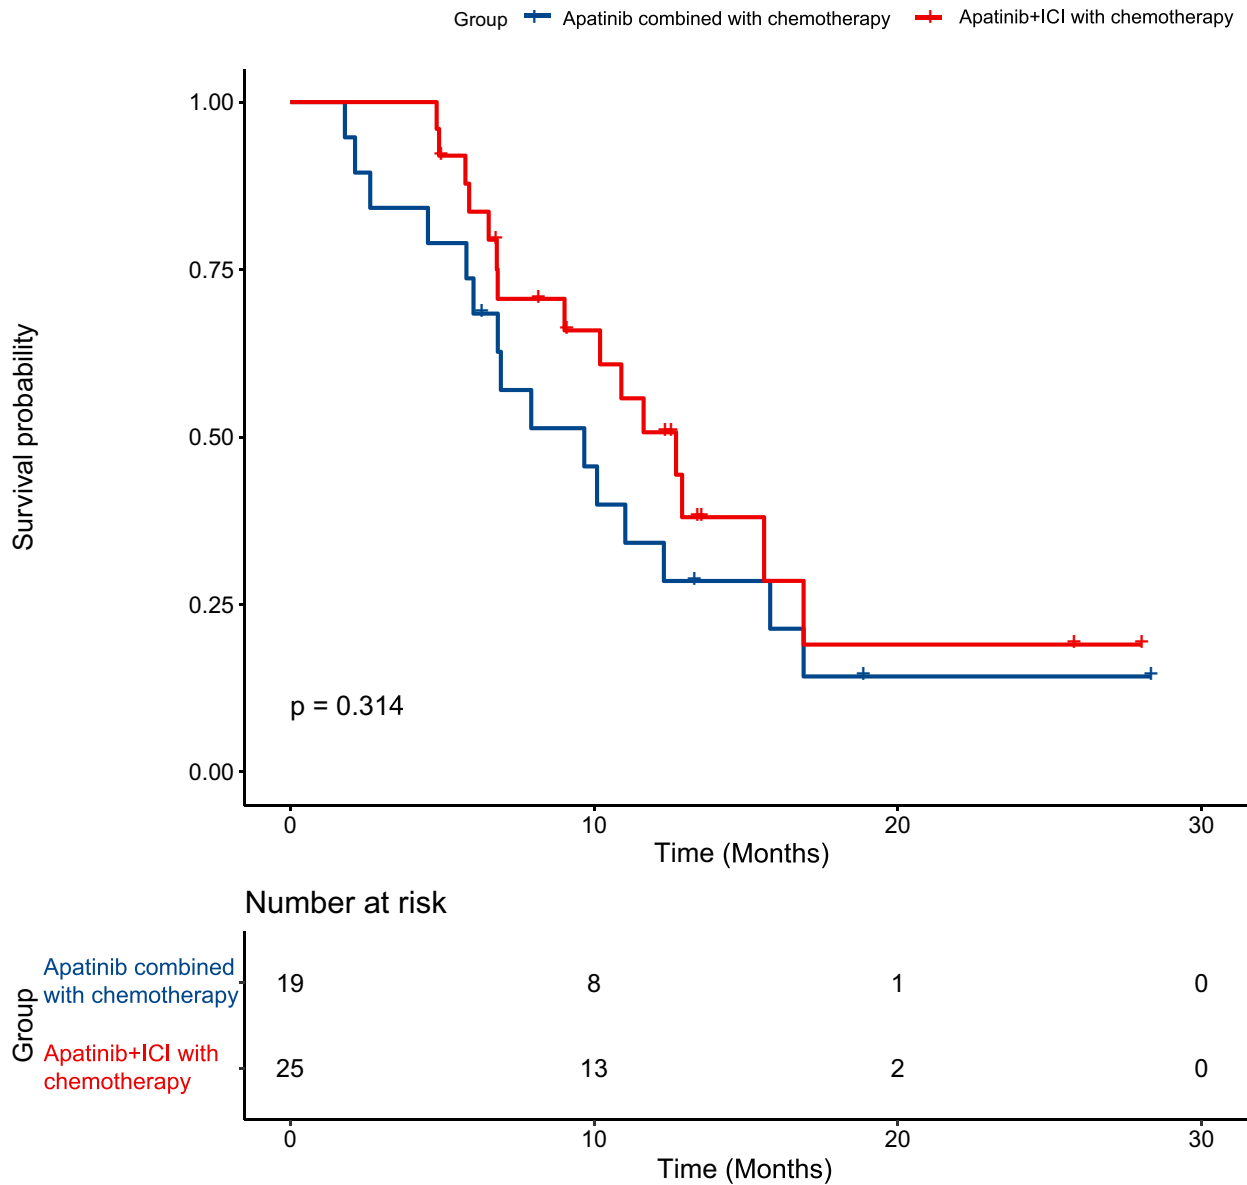 Group Apatinib combined with chemotherapy Apatinib+ICI with chemotherapy
Survival probability
1.00
0.75
0.50
0.25
0.00
p = 0.314
0 10 20 30
Time (Months)
Number at risk
Group
Apatinib combined
with chemotherapy
19 8 1 0
Apatinib+ICI with
chemotherapy
25 13 2 0
0 10 20 30
Time (Months)